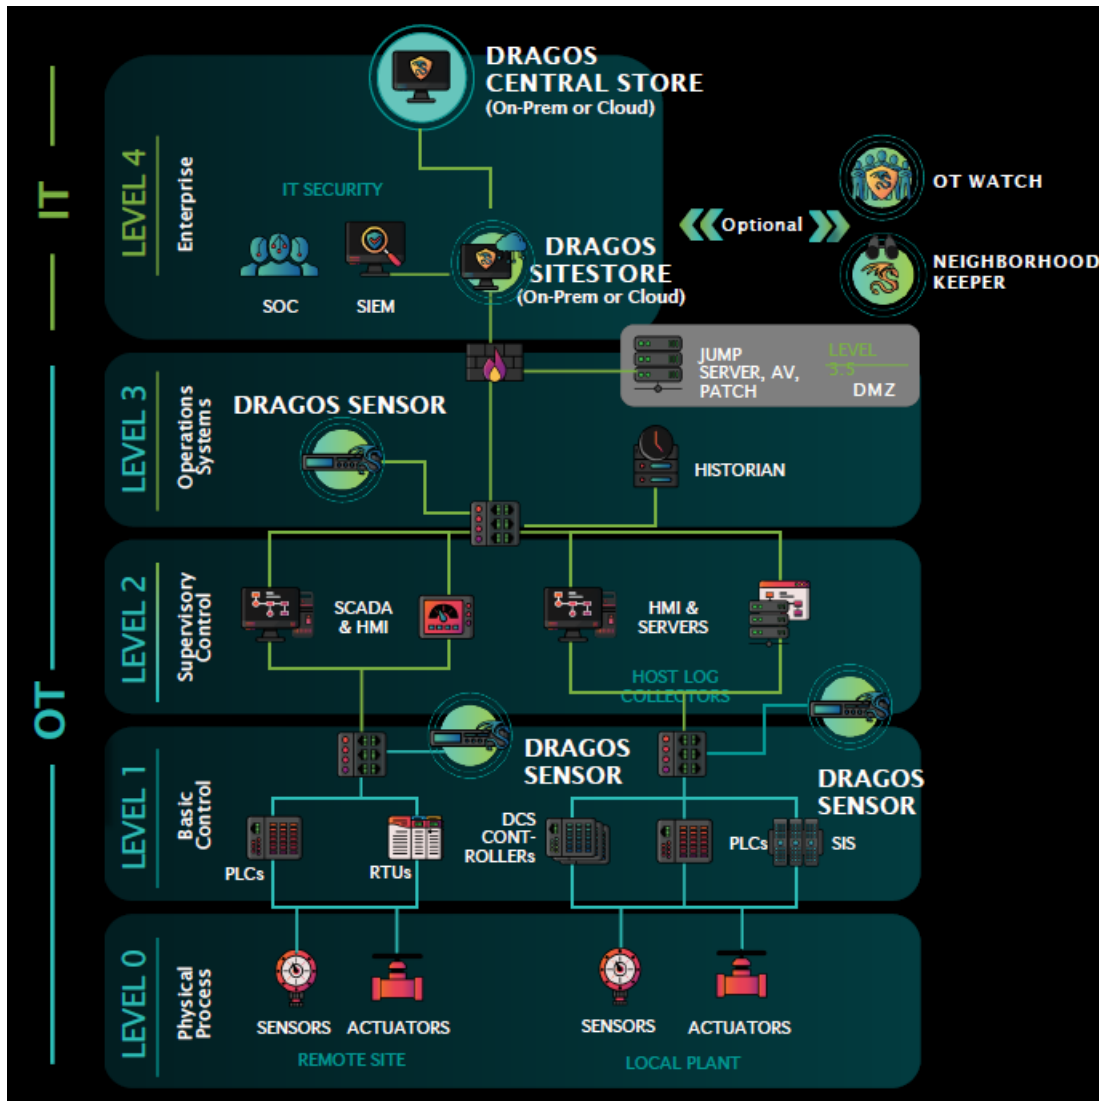 DRAGOS
CENTRAL STORE
(On-Prem or Cloud)
IT
LEVEL 4
Enterprise
IT SECURITY
SOC
SIEM
DRAGOS
SITESTORE
(On-Prem or Cloud)
Optional
OT WATCH
NEIGHBORHOOD
KEEPER
JUMP
SERVER, AV,
PATCH
LEVEL
3.5
DMZ
OT
LEVEL 3
Operations
Systems
DRAGOS SENSOR
HISTORIAN
LEVEL 2
Supervisory
Control
SCADA
& HMI
HMI &
SERVERS
HOST LOG
COLLECTORS
LEVEL 1
Basic
Control
DRAGOS
SENSOR
DRAGOS
SENSOR
PLCs
RTUs
DCS
CONT-
ROLLERs
PLCs
SIS
LEVEL 0
Physical
Process
SENSORS
ACTUATORS
REMOTE SITE
SENSORS
ACTUATORS
LOCAL PLANT